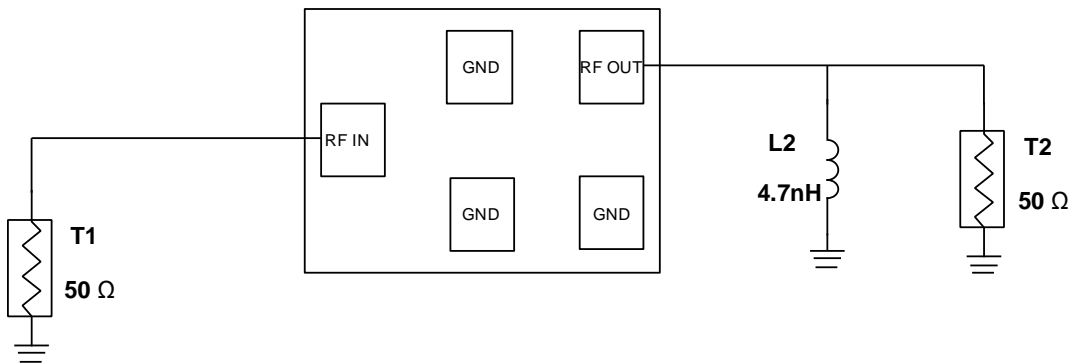 GND
RF OUT
RF IN
L2
4.7nH
T2
50 Ω
GND
GND
T1
50 Ω